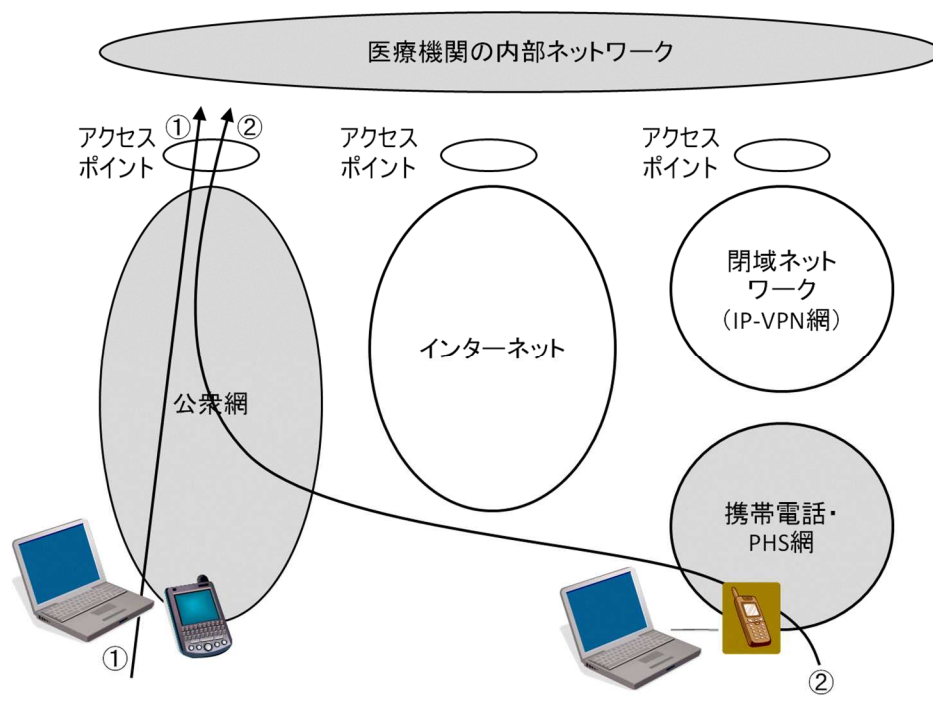 医療機関の内部ネットワーク
アクセス
ポイント
①
②
アクセス
ポイント
アクセス
ポイント
閉域ネット
ワーク
（IP-VPN網）
インターネット
公衆網
携帯電話・
PHS網
①
②